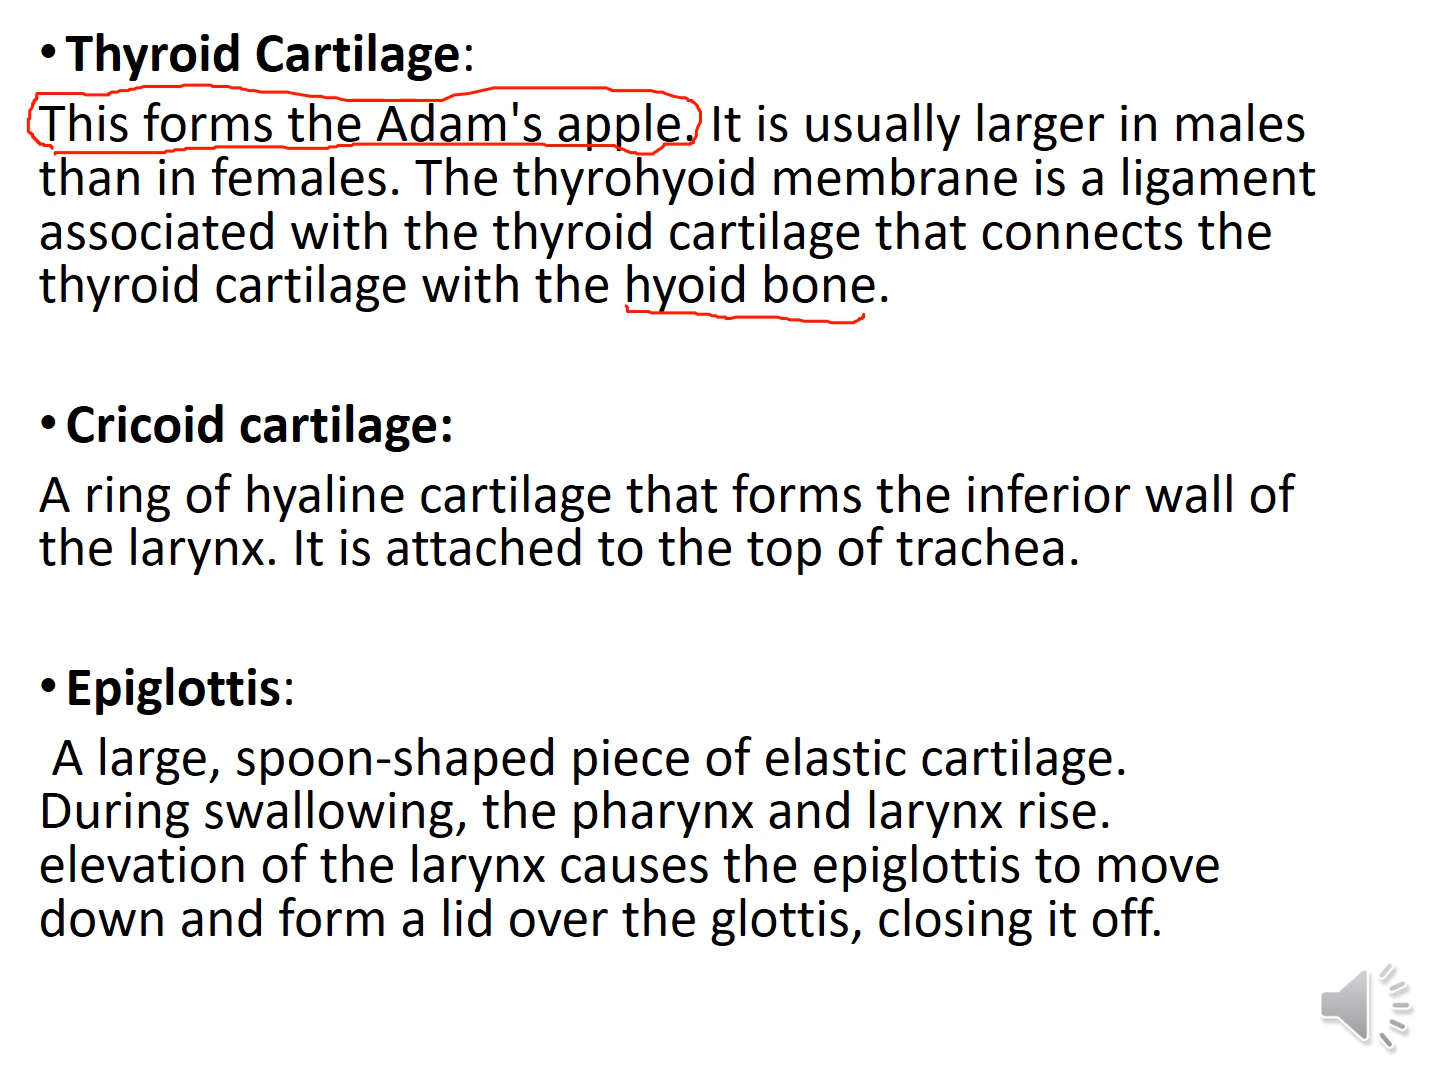 • Thyroid Cartilage:
This forms the Adam's apple. It is usually larger in males
than in females. The thyrohyoid membrane is a ligament
associated with the thyroid cartilage that connects the
thyroid cartilage with the hyoid bone.
• Cricoid cartilage:
A ring of hyaline cartilage that forms the inferior wall of
the larynx. It is attached to the top of trachea.
• Epiglottis:
A large, spoon-shaped piece of elastic cartilage.
During swallowing, the pharynx and larynx rise.
elevation of the larynx causes the epiglottis to move
down and form a lid over the glottis, closing it off.